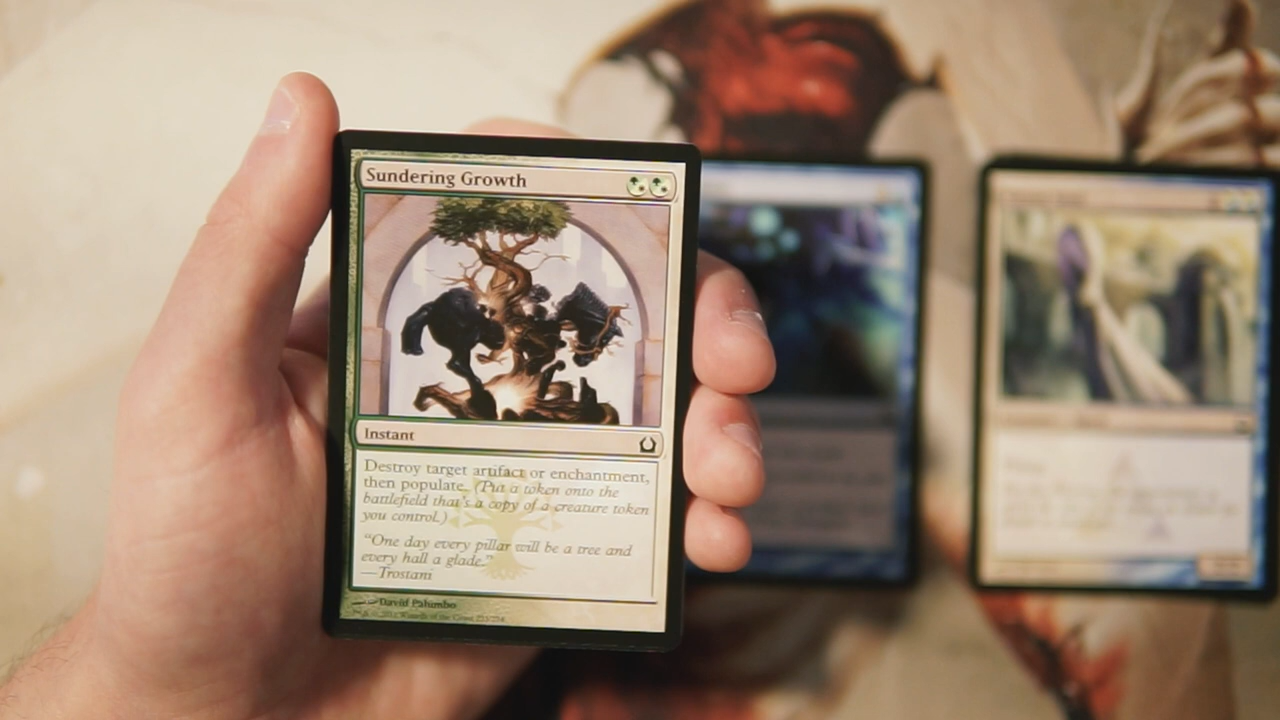 Sundering Growth
Instant
Destroy target artifact or enchantment,
then populate. (Put a token onto the
battlefield that's a copy of a creature token
you control.)
"One day every pillar will be a tree and
every hall a glade."
—Trostani
David Palumbo